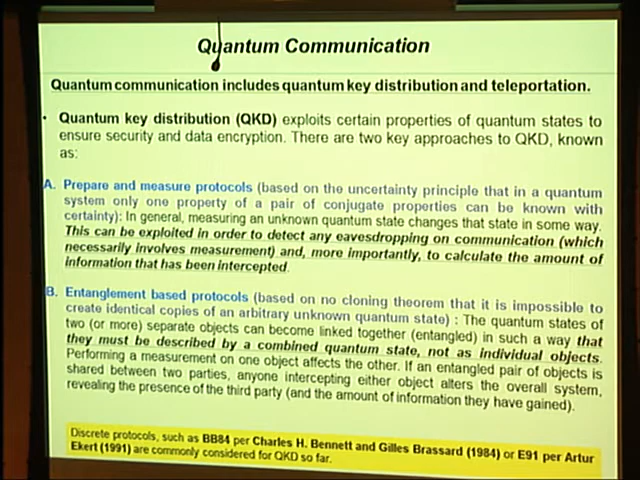 Quantum Communication
Quantum communication includes quantum key distribution and teleportation.
• Quantum key distribution (QKD) exploits certain properties of quantum states to
ensure security and data encryption. There are two key approaches to QKD, known
as:
A. Prepare and measure protocols (based on the uncertainty principle that in a quantum
system only one property of a pair of conjugate properties can be known with
certainty): In general, measuring an unknown quantum state changes that state in some way.
This can be exploited in order to detect any eavesdropping on communication (which
necessarily involves measurement) and, more importantly, to calculate the amount of
information that has been intercepted.
B. Entanglement based protocols (based on no cloning theorem that it is impossible to
create identical copies of an arbitrary unknown quantum state) : The quantum states of
two (or more) separate objects can become linked together (entangled) in such a way that
they must be described by a combined quantum state, not as individual objects.
Performing a measurement on one object affects the other. If an entangled pair of objects is
shared between two parties, anyone intercepting either object alters the overall system,
revealing the presence of the third party (and the amount of information they have gained).
Discrete protocols, such as BB84 per Charles H. Bennett and Gilles Brassard (1984) or E91 per Artur
Ekert (1991) are commonly considered for QKD so far.